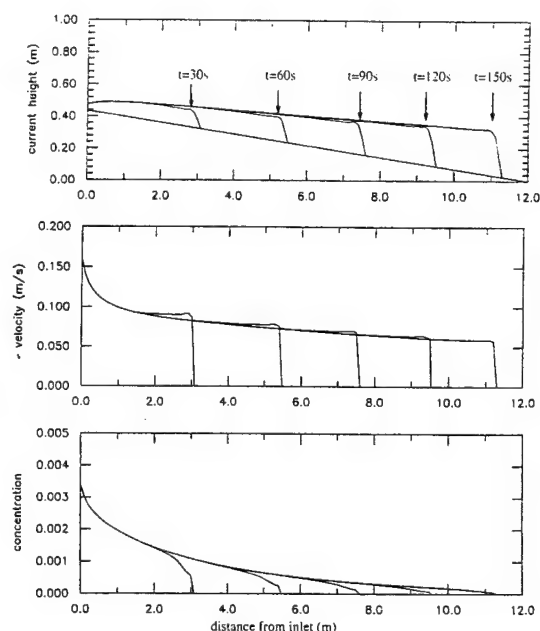 1.00
0.80
0.60
0.40
0.20
0.00
current huight (m)
t=30s t=60s t=90s t=120s t=150s
0.0 2.0 4.0 6.0 8.0 10.0 12.0
0.200
0.150
0.100
0.050
0.000
velocity (m/s)
0.0 2.0 4.0 6.0 8.0 10.0 12.0
0.005
0.004
0.003
0.002
0.001
0.000
concentration
0.0 2.0 4.0 6.0 8.0 10.0 12.0
distance from inlet (m)